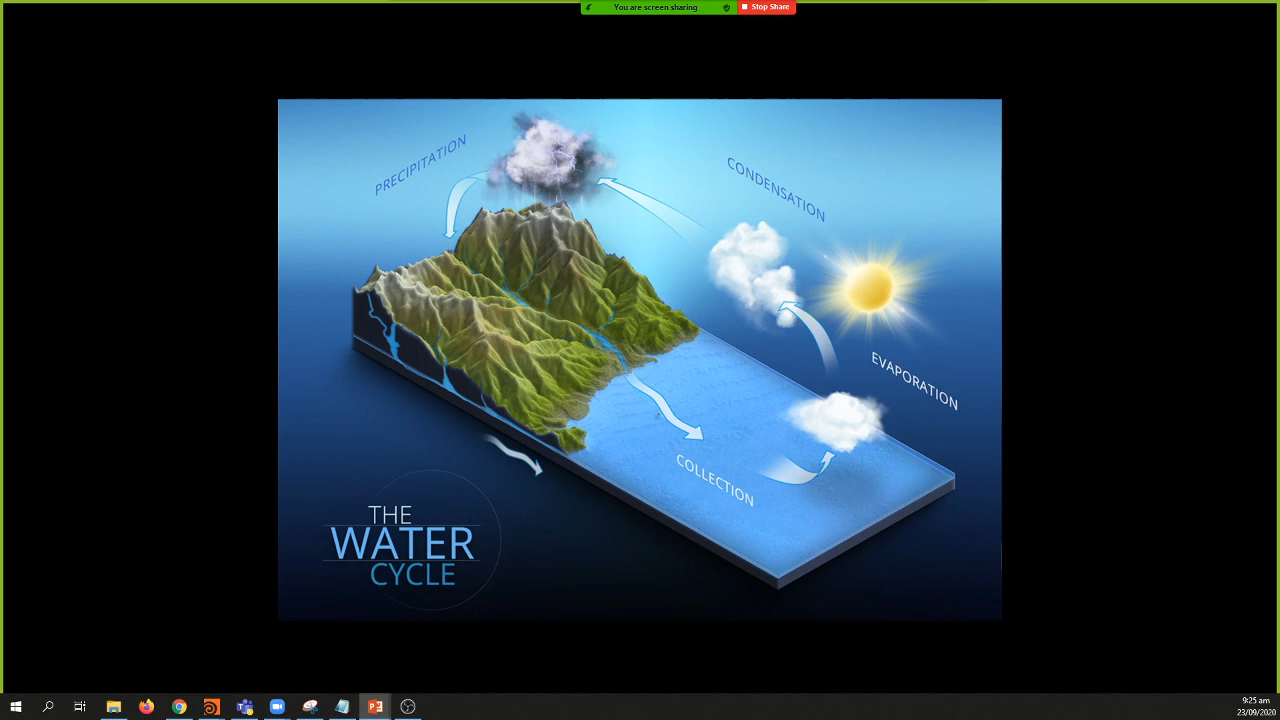 You are screen sharing
Stop Share
PRECIPITATION
CONDENSATION
EVAPORATION
COLLECTION
THE
WATER
CYCLE
9:25 am
23/09/2020